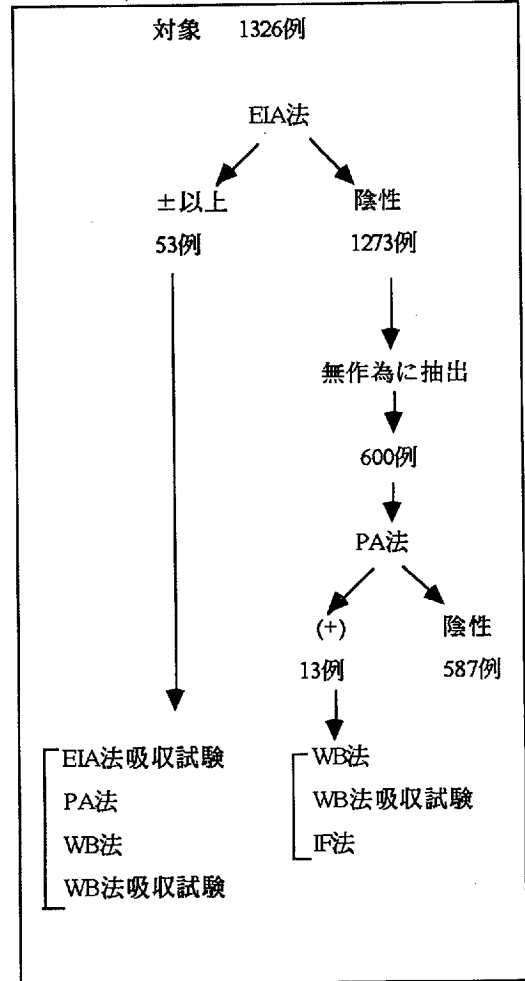 対象 1326例
EIA法
±以上 陰性
53例 1273例
無作為に抽出
600例
PA法
(+) 陰性
13例 587例
EIA法吸収試験
PA法
WB法
WB法吸収試験
WB法
WB法吸収試験
IF法